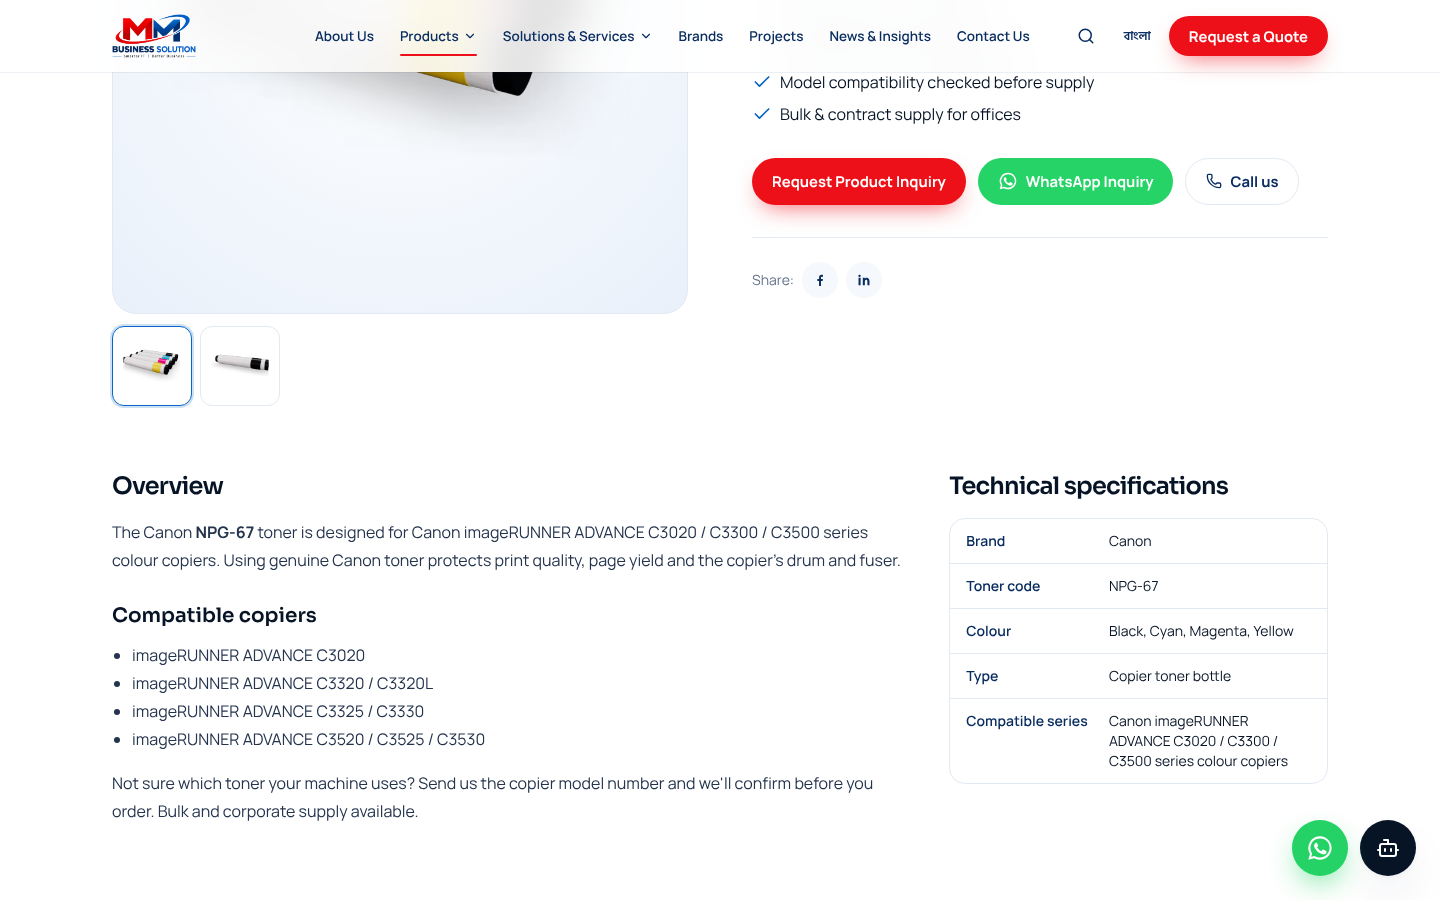 MM
BUSINESS SOLUTION
About Us
Products
Solutions & Services
Brands
Projects
News & Insights
Contact Us
বাংলা
Request a Quote
Model compatibility checked before supply
Bulk & contract supply for offices
Request Product Inquiry
WhatsApp Inquiry
Call us
Share:
Overview
The Canon NPG-67 toner is designed for Canon imageRUNNER ADVANCE C3020 / C3300 / C3500 series
colour copiers. Using genuine Canon toner protects print quality, page yield and the copier's drum and fuser.
Compatible copiers
imageRUNNER ADVANCE C3020
imageRUNNER ADVANCE C3320 / C3320L
imageRUNNER ADVANCE C3325 / C3330
imageRUNNER ADVANCE C3520 / C3525 / C3530
Not sure which toner your machine uses? Send us the copier model number and we'll confirm before you
order. Bulk and corporate supply available.
Technical specifications
Brand Canon
Toner code NPG-67
Colour Black, Cyan, Magenta, Yellow
Type Copier toner bottle
Compatible series Canon imageRUNNER
ADVANCE C3020 / C3300 /
C3500 series colour copiers